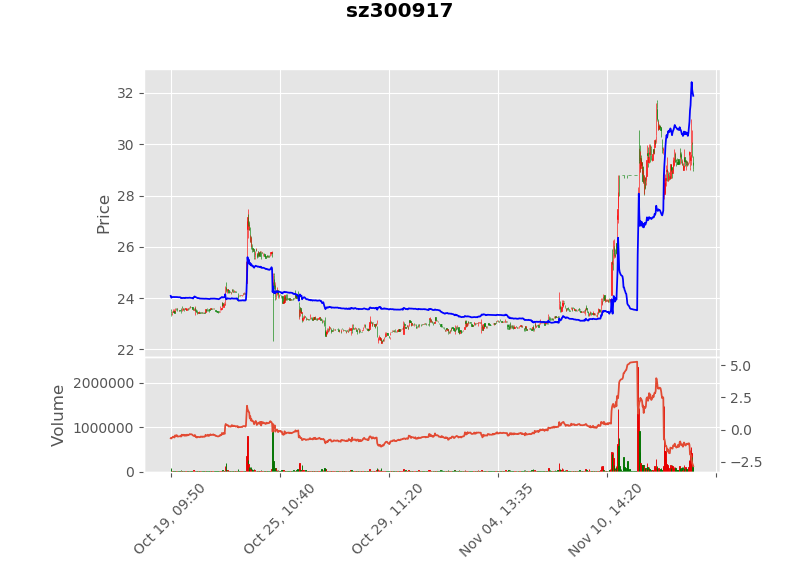 sz300917
Price
32
30
28
26
24
22
Volume
2000000
1000000
0
5.0
2.5
0.0
−2.5
Oct 19, 09:50
Oct 25, 10:40
Oct 29, 11:20
Nov 04, 13:35
Nov 10, 14:20